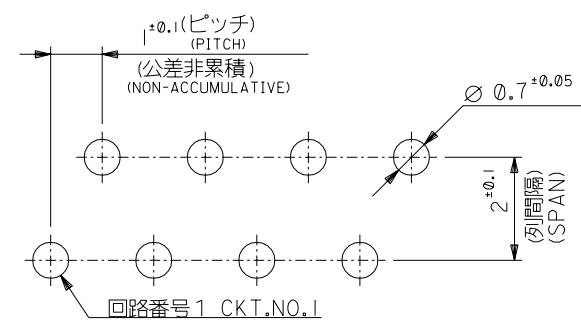 1±0.1(ピッチ)
(PITCH)
(公差非累積)
(NON-ACCUMULATIVE)
Ø 0.7±0.05
2±0.1
(列間隔)
(SPAN)
回路番号1 CKT.NO.1